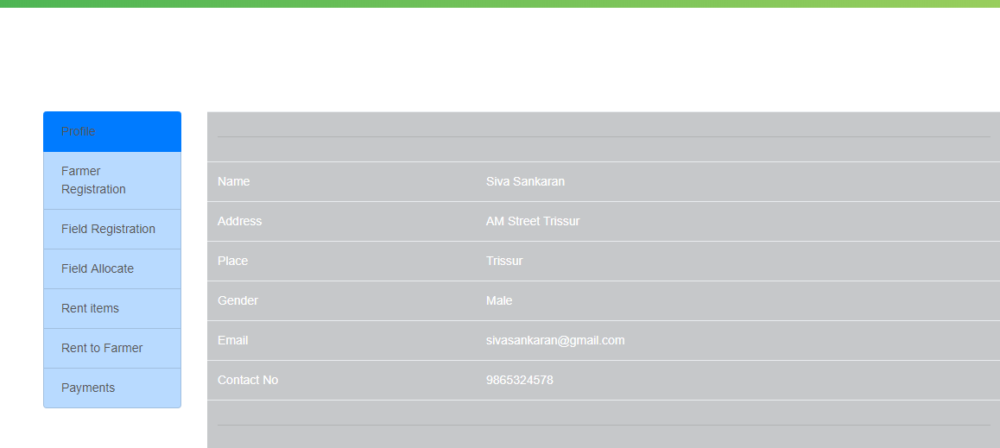 Profile
Farmer
Registration
Field Registration
Field Allocate
Rent items
Rent to Farmer
Payments
Name Siva Sankaran
Address AM Street Trissur
Place Trissur
Gender Male
Email sivasankaran@gmail.com
Contact No 9865324578